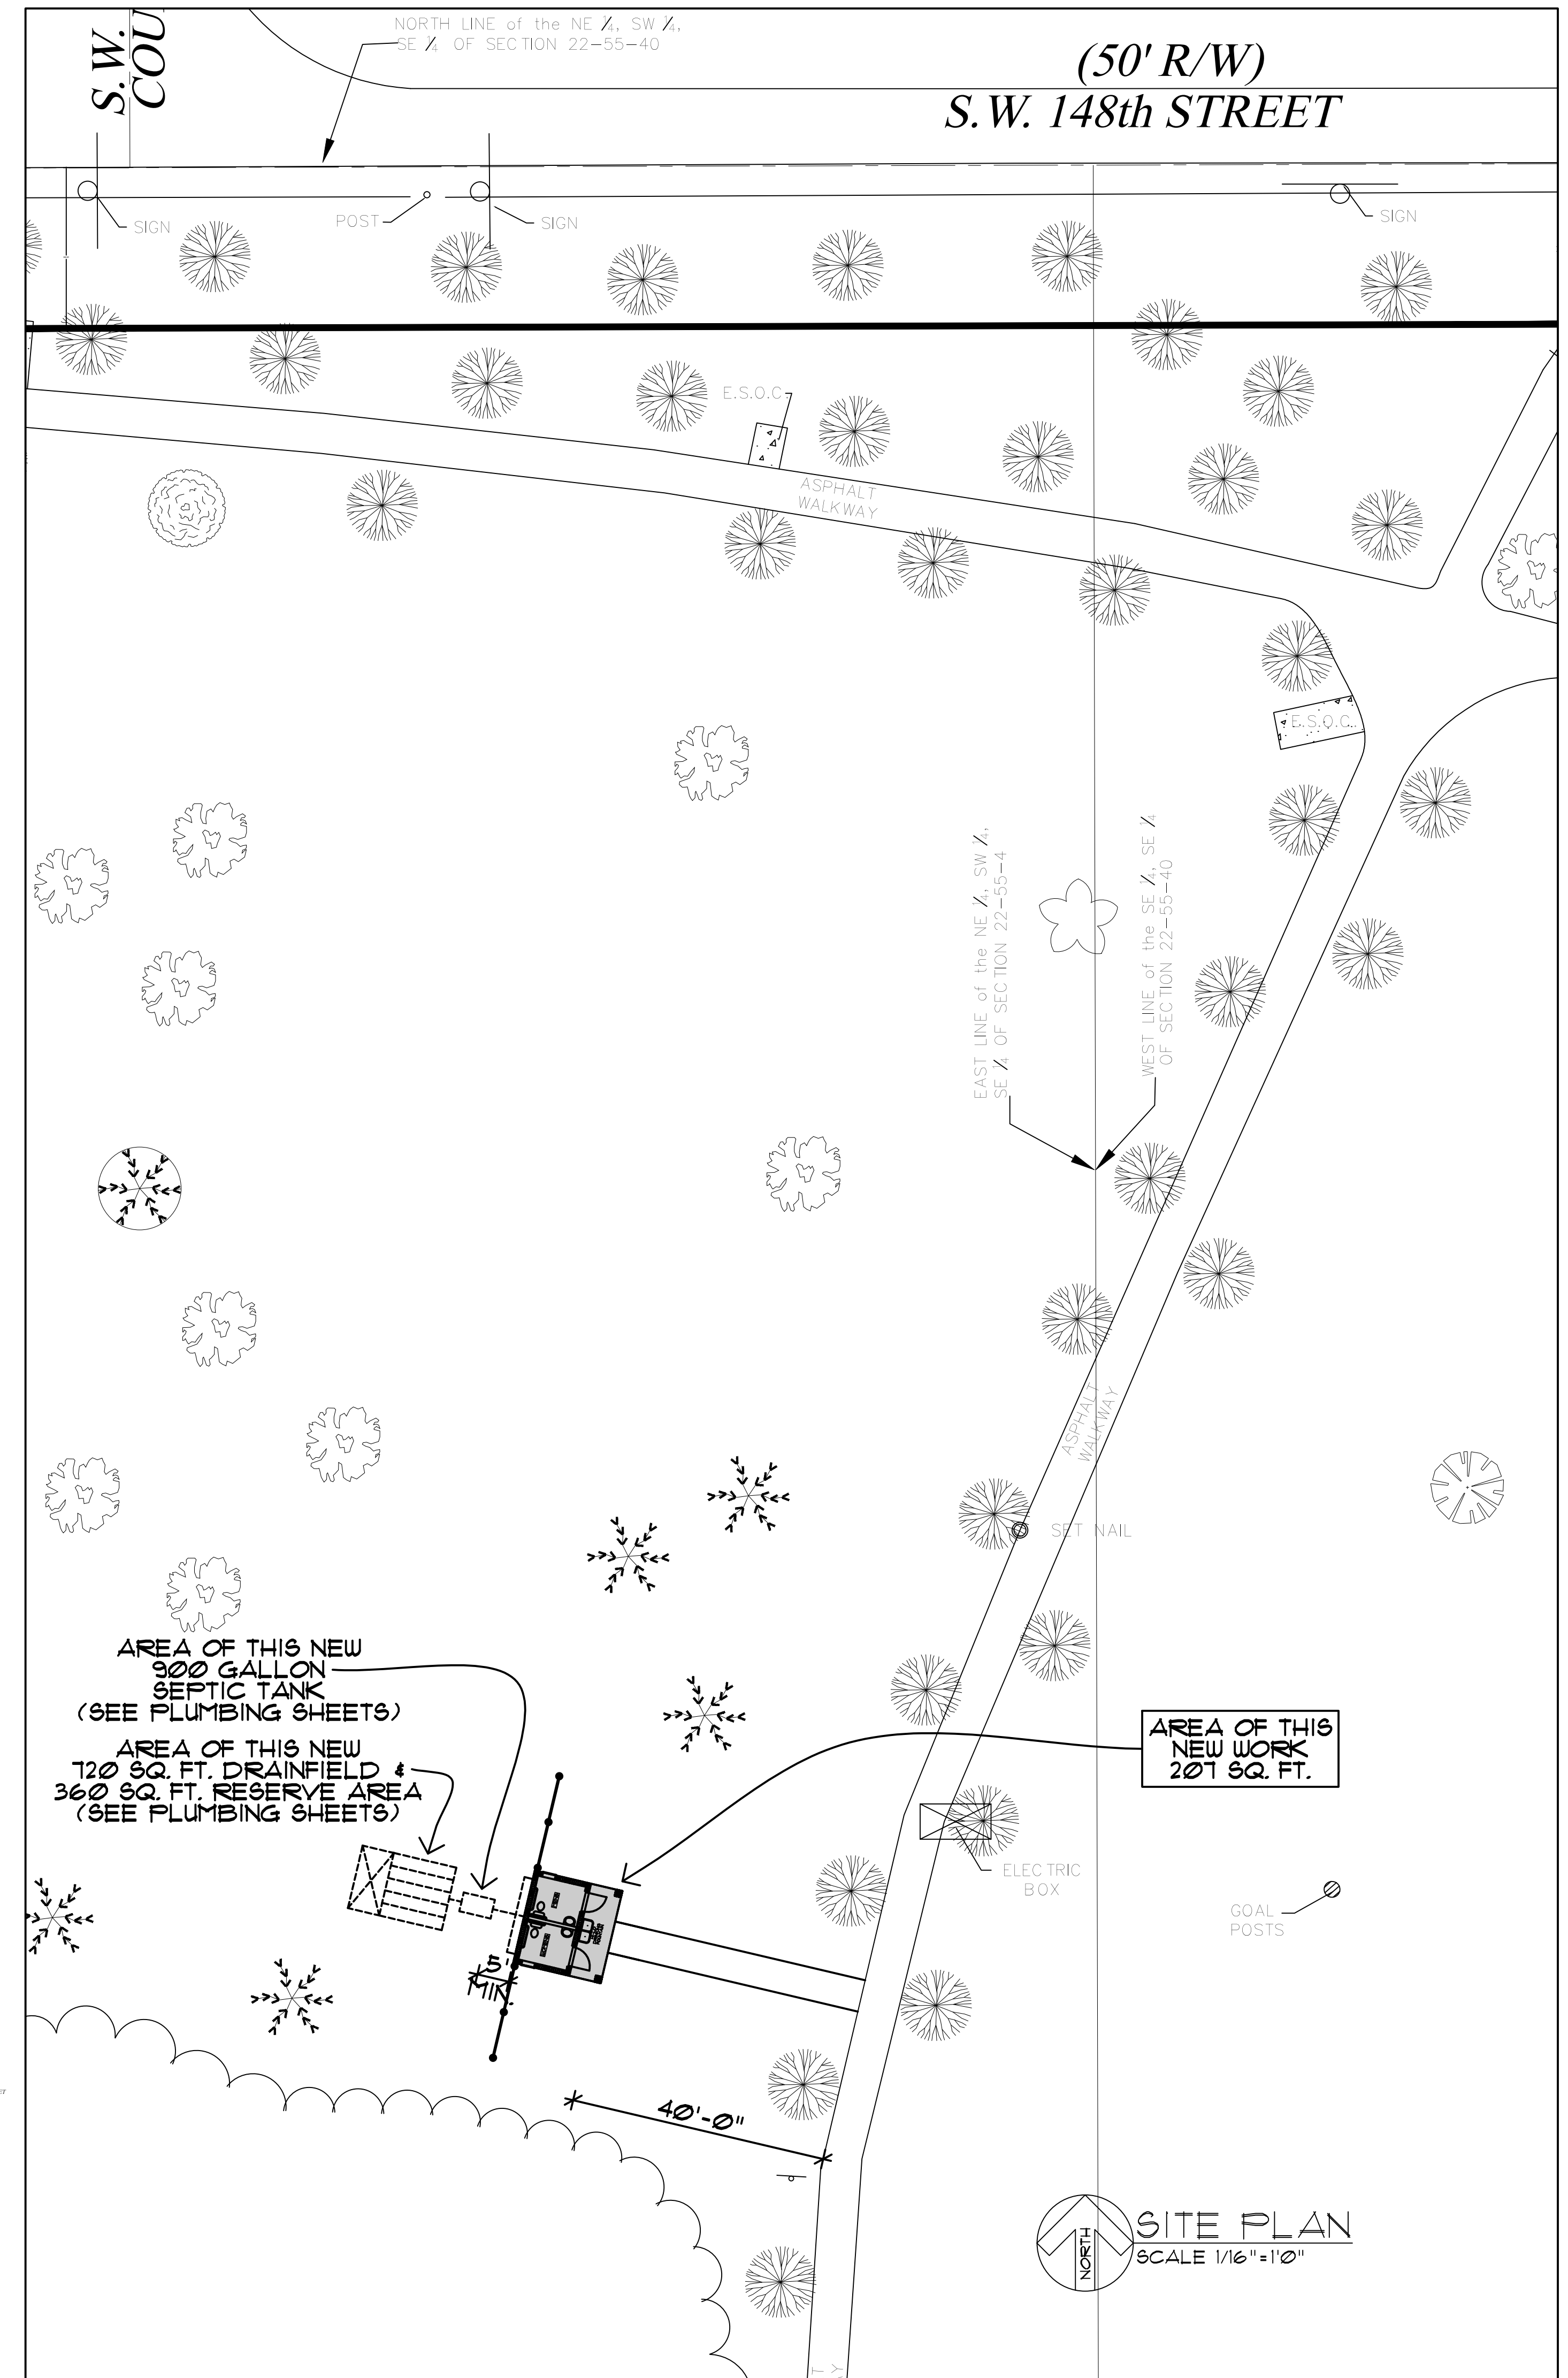 S.W.
COU
NORTH LINE of the NE ¼, SW ¼,
SE ¼ OF SECTION 22-55-40
(50' R/W)
S.W. 148th STREET
SIGN
POST
SIGN
SIGN
E.S.O.C.
ASPHALT
WALKWAY
E.S.O.C.
EAST LINE of the NE ¼, SW ¼,
SE ¼ OF SECTION 22-55-4
WEST LINE of the SE ¼, SE ¼
OF SECTION 22-55-40
ASPHALT
WALKWAY
SET NAIL
AREA OF THIS NEW
900 GALLON
SEPTIC TANK
(SEE PLUMBING SHEETS)
AREA OF THIS NEW
720 SQ. FT. DRAINFIELD &
360 SQ. FT. RESERVE AREA
(SEE PLUMBING SHEETS)
AREA OF THIS
NEW WORK
207 SQ. FT.
ELECTRIC
BOX
GOAL
POSTS
5'
MIN.
40'-0"
NORTH
SITE PLAN
SCALE 1/16"=1'0"